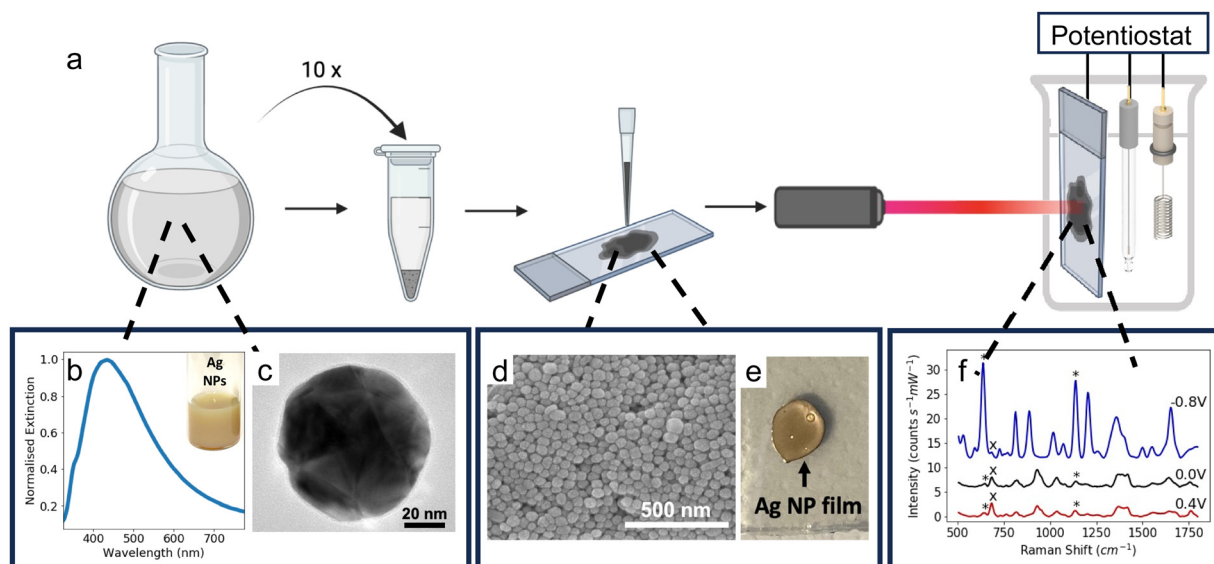 a
10 x
Potentiostat
b
Ag
NPs
Normalised Extinction
1.0
0.8
0.6
0.4
0.2
400
500
600
700
Wavelength (nm)
c
20 nm
d
500 nm
e
Ag NP film
f
Intensity (counts s⁻¹mW⁻¹)
30
25
20
15
10
5
0
* * -0.8V
x
* * 0.0V
x
* * 0.4V
500
750
1000
1250
1500
1750
Raman Shift (cm⁻¹)